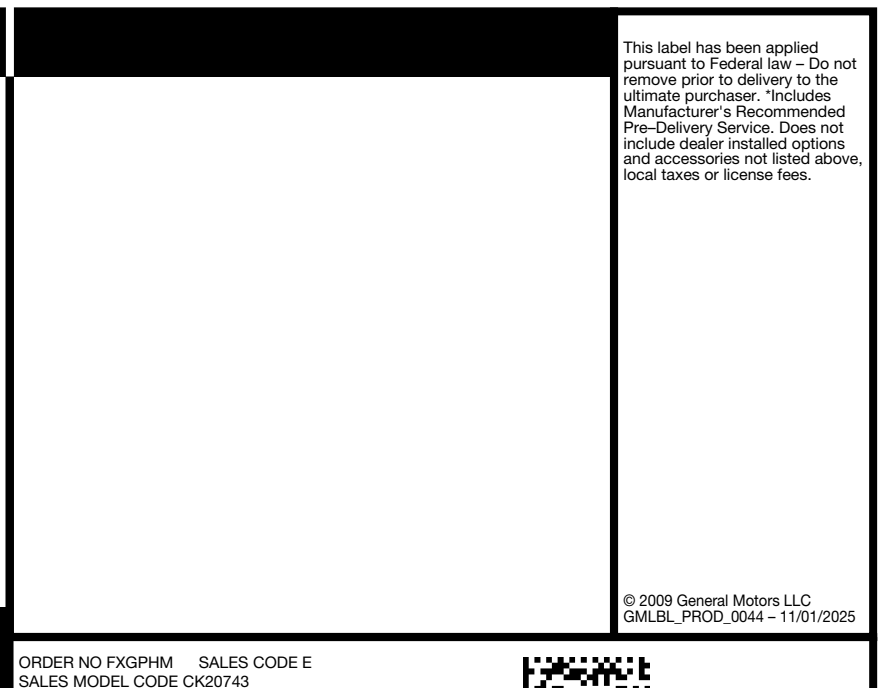 This label has been applied
pursuant to Federal law – Do not
remove prior to delivery to the
ultimate purchaser. *Includes
Manufacturer's Recommended
Pre–Delivery Service. Does not
include dealer installed options
and accessories not listed above,
local taxes or license fees.
© 2009 General Motors LLC
GMLBL_PROD_0044 – 11/01/2025
ORDER NO FXGPHM SALES CODE E
SALES MODEL CODE CK20743